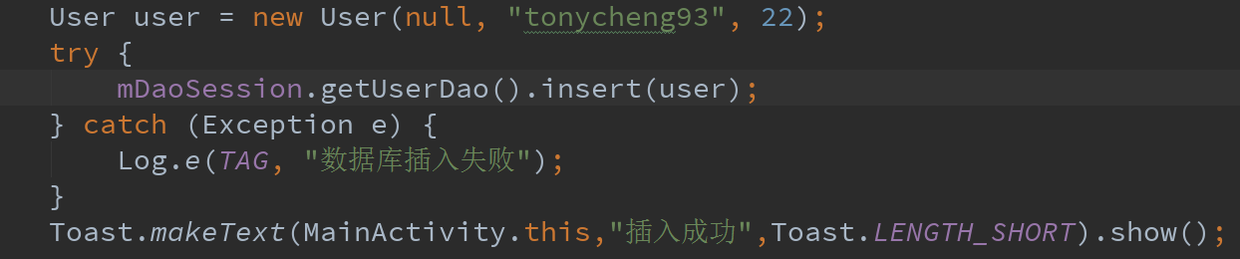 User user = new User(null, "tonycheng93", 22);
try {
    mDaoSession.getUserDao().insert(user);
} catch (Exception e) {
    Log.e(TAG, "数据库插入失败");
}
Toast.makeText(MainActivity.this,"插入成功",Toast.LENGTH_SHORT).show();